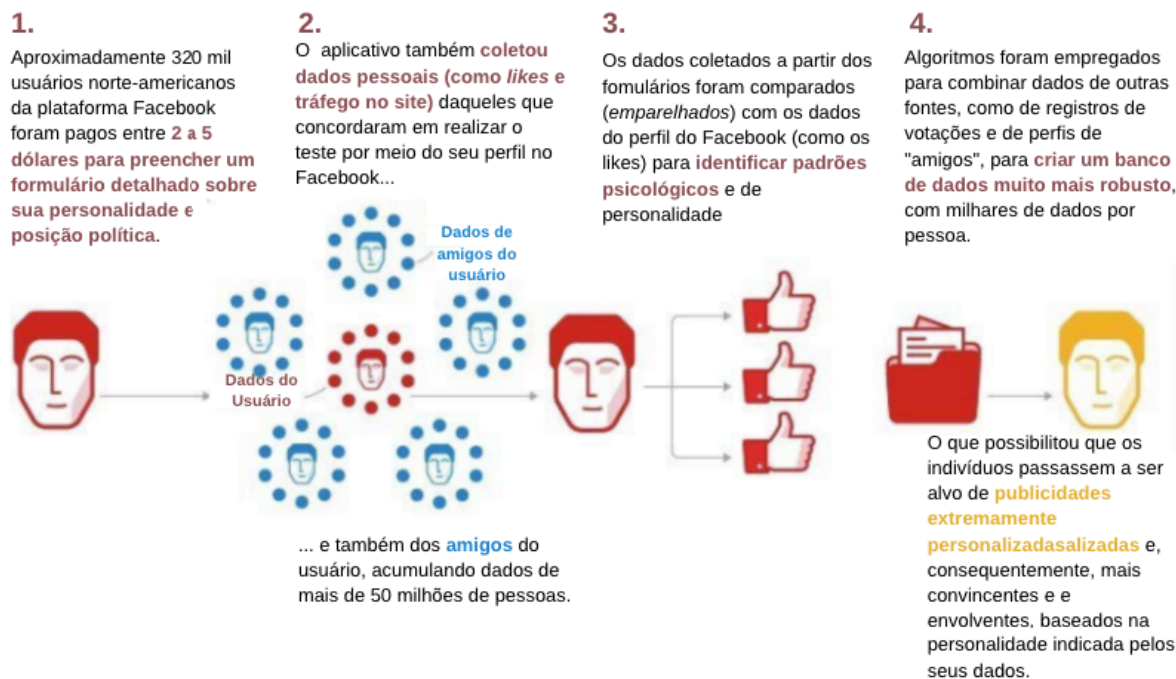 1.
Aproximadamente 320 mil
usuários norte-americanos
da plataforma Facebook
foram pagos entre 2 a 5
dólares para preencher um
formulário detalhado sobre
sua personalidade e
posição política.
2.
O aplicativo também coletou
dados pessoais (como likes e
tráfego no site) daqueles que
concordaram em realizar o
teste por meio do seu perfil no
Facebook...
Dados de
amigos do
usuário
Dados do
Usuário
... e também dos amigos do
usuário, acumulando dados de
mais de 50 milhões de pessoas.
3.
Os dados coletados a partir dos
fomulários foram comparados
(emparelhados) com os dados
do perfil do Facebook (como os
likes) para identificar padrões
psicológicos e de
personalidade
4.
Algoritmos foram empregados
para combinar dados de outras
fontes, como de registros de
votações e de perfis de
"amigos", para criar um banco
de dados muito mais robusto,
com milhares de dados por
pessoa.
O que possibilitou que os
indivíduos passassem a ser
alvo de publicidades
extremamente
personalizadasalizadas e,
consequentemente, mais
convincentes e e
envolventes, baseados na
personalidade indicada pelos
seus dados.